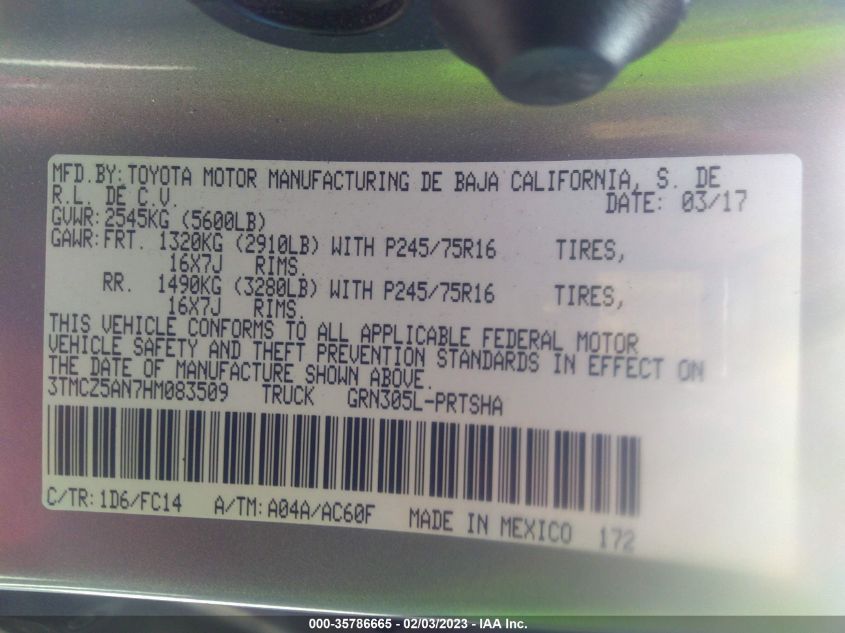 MFD. BY: TOYOTA MOTOR MANUFACTURING DE BAJA CALIFORNIA, S. DE
R.L. DE C.V. DATE: 03/17
GVWR: 2545KG (5600LB)
GAWR: FRT. 1320KG (2910LB) WITH P245/75R16 TIRES,
16X7J RIMS.
RR. 1490KG (3280LB) WITH P245/75R16 TIRES,
16X7J RIMS.
THIS VEHICLE CONFORMS TO ALL APPLICABLE FEDERAL MOTOR
VEHICLE SAFETY AND THEFT PREVENTION STANDARDS IN EFFECT ON
THE DATE OF MANUFACTURE SHOWN ABOVE.
3TMCZ5AN7HM083509 TRUCK GRN305L-PRTSHA
C/TR: 1D6/FC14 A/TM: A04A/AC60F MADE IN MEXICO 172
000-35786665 - 02/03/2023 - IAA Inc.